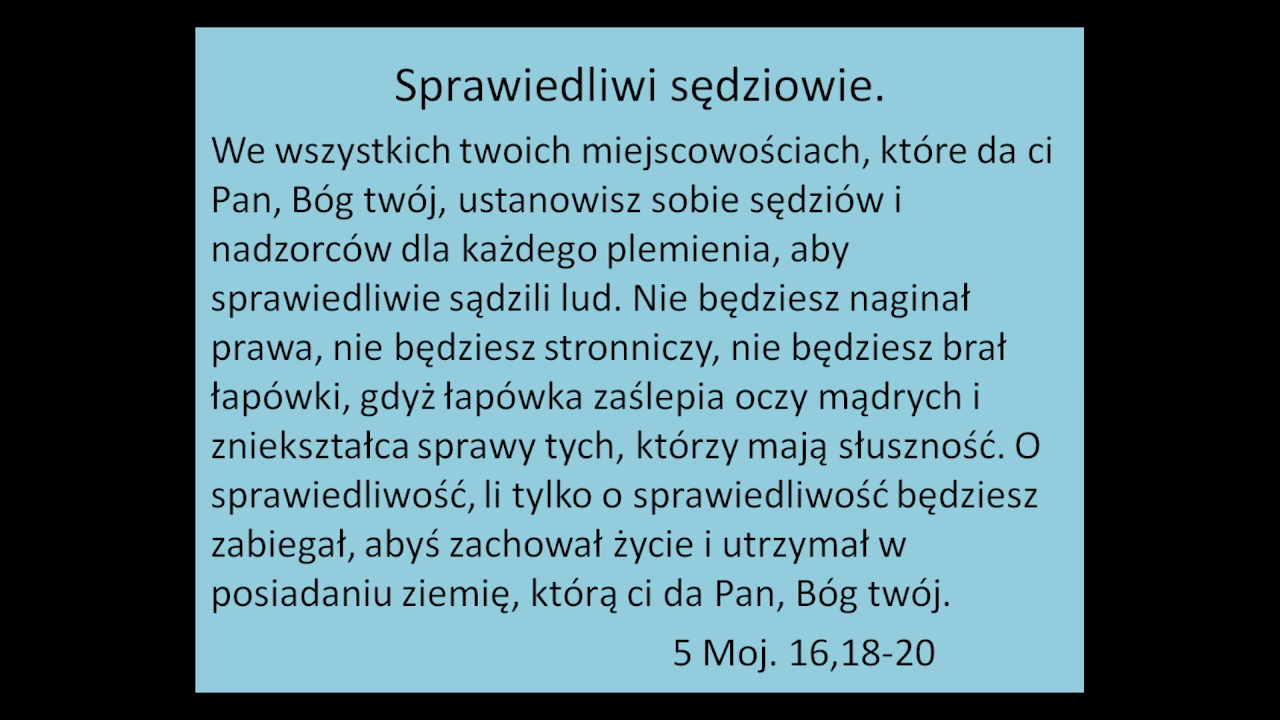 Sprawiedliwi sędziowie.
We wszystkich twoich miejscowościach, które da ci
Pan, Bóg twój, ustanowisz sobie sędziów i
nadzorców dla każdego plemienia, aby
sprawiedliwie sądzili lud. Nie będziesz naginał
prawa, nie będziesz stronniczy, nie będziesz brał
łapówki, gdyż łapówka zaślepia oczy mądrych i
zniekształca sprawy tych, którzy mają słuszność. O
sprawiedliwość, li tylko o sprawiedliwość będziesz
zabiegał, abyś zachował życie i utrzymał w
posiadaniu ziemię, którą ci da Pan, Bóg twój.
5 Moj. 16,18-20